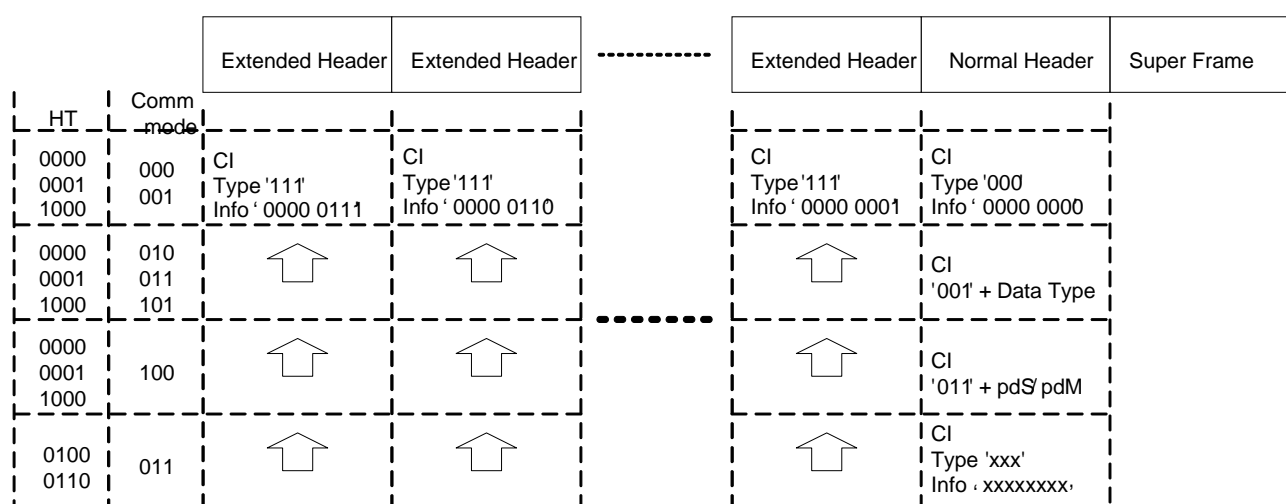 Extended Header Extended Header Extended Header Normal Header Super Frame
HT
Comm
mode
0000
0001
1000
000
001
CI
Type '111'
Info ‘ 0000 0111’
CI
Type '111'
Info ‘ 0000 0110’
CI
Type '111'
Info ‘ 0000 0001’
CI
Type '000'
Info ‘ 0000 0000’
0000
0001
1000
010
011
101
CI
'001' + Data Type
0000
0001
1000
100
CI
'011' + pdS/ pdM
0100
0110
011
CI
Type 'xxx'
Info ‘ xxxxxxxx’